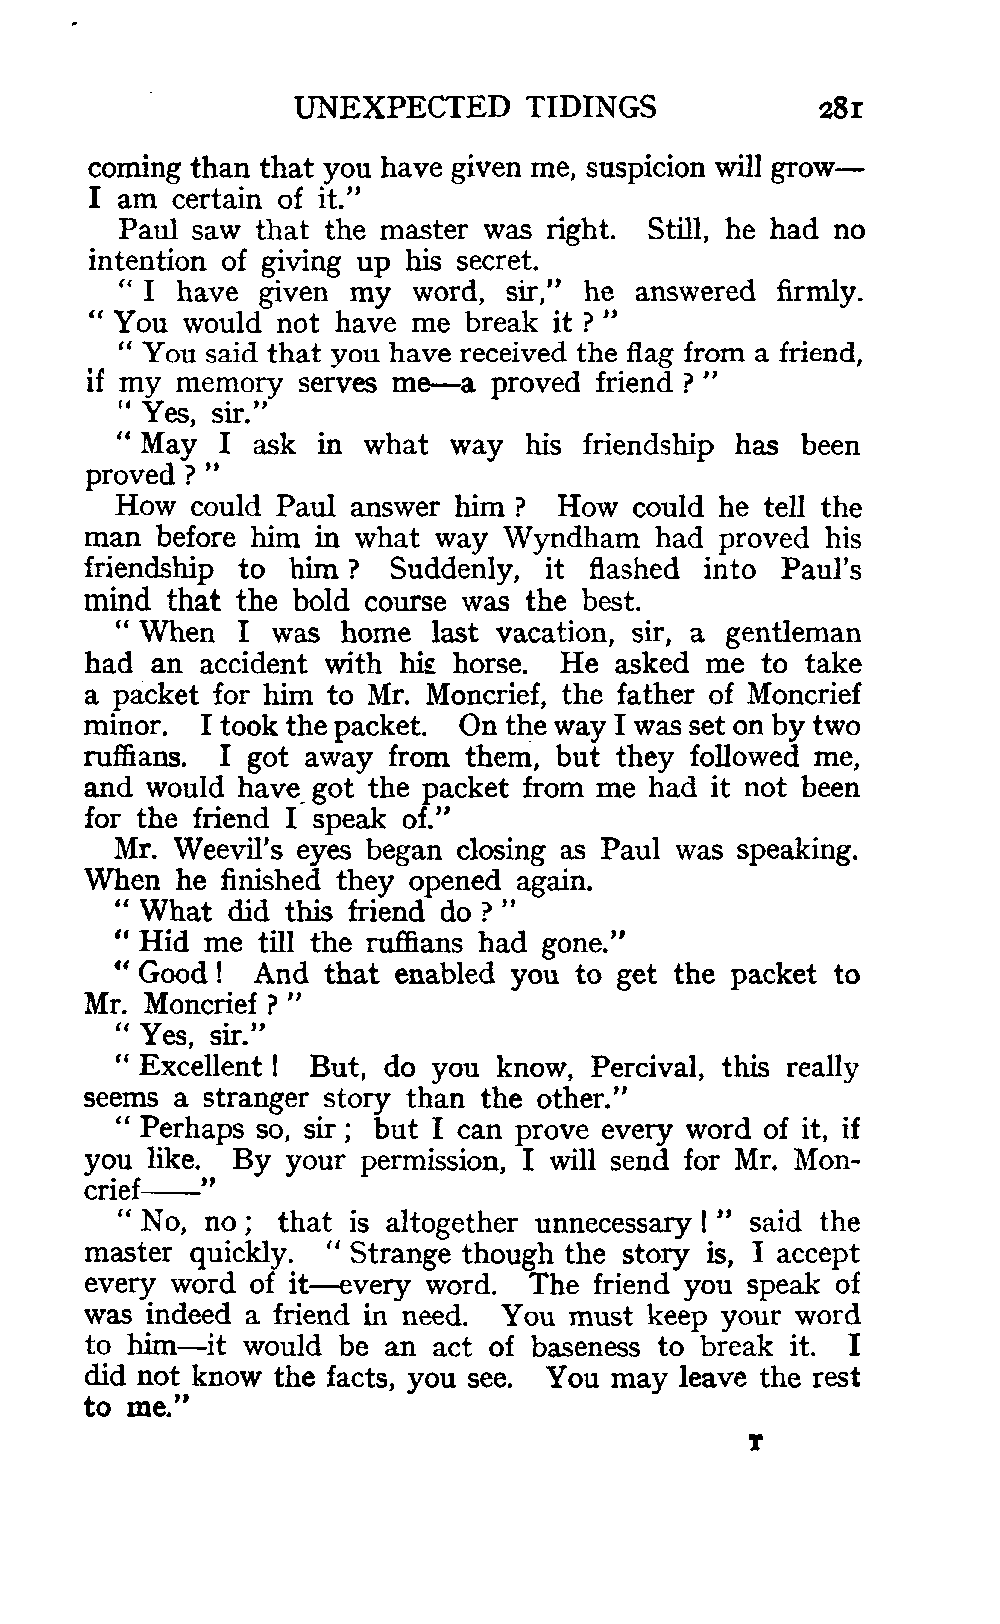 UNEXPECTED TIDINGS 281
coming than that you have given me, suspicion will grow—
I am certain of it."
Paul saw that the master was right. Still, he had no
intention of giving up his secret.
" I have given my word, sir," he answered firmly.
" You would not have me break it ? "
" You said that you have received the flag from a friend,
if my memory serves me—a proved friend ? "
" Yes, sir."
" May I ask in what way his friendship has been
proved ? "
How could Paul answer him ? How could he tell the
man before him in what way Wyndham had proved his
friendship to him ? Suddenly, it flashed into Paul's
mind that the bold course was the best.
" When I was home last vacation, sir, a gentleman
had an accident with his horse. He asked me to take
a packet for him to Mr. Moncrief, the father of Moncrief
minor. I took the packet. On the way I was set on by two
ruffians. I got away from them, but they followed me,
and would have got the packet from me had it not been
for the friend I speak of."
Mr. Weevil's eyes began closing as Paul was speaking.
When he finished they opened again.
" What did this friend do ? "
" Hid me till the ruffians had gone."
" Good ! And that enabled you to get the packet to
Mr. Moncrief ? "
" Yes, sir."
" Excellent ! But, do you know, Percival, this really
seems a stranger story than the other."
" Perhaps so, sir ; but I can prove every word of it, if
you like. By your permission, I will send for Mr. Mon-
crief——"
" No, no ; that is altogether unnecessary ! " said the
master quickly. " Strange though the story is, I accept
every word of it—every word. The friend you speak of
was indeed a friend in need. You must keep your word
to him—it would be an act of baseness to break it. I
did not know the facts, you see. You may leave the rest
to me."
T